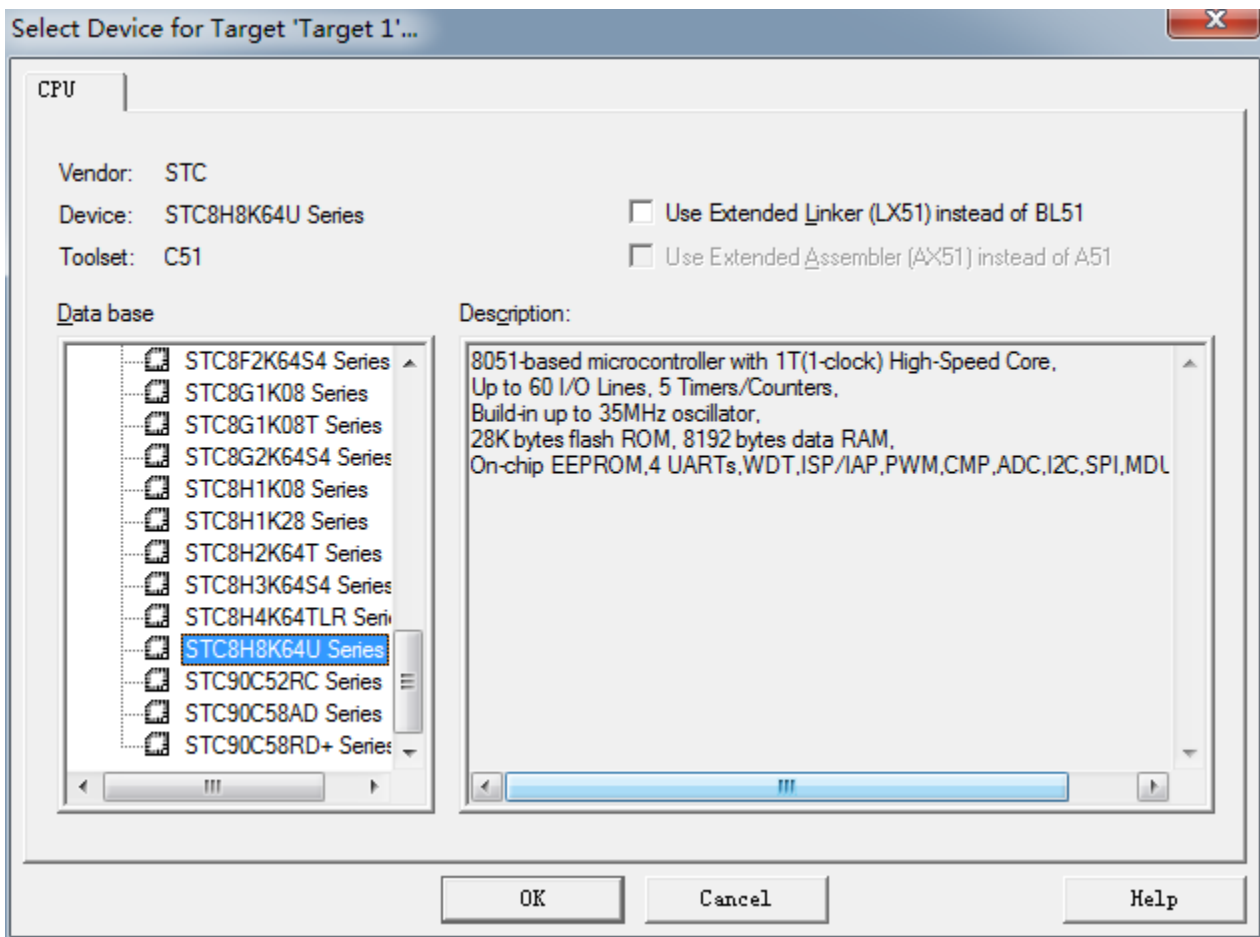 Select Device for Target 'Target 1'...
CPU
Vendor: STC
Device: STC8H8K64U Series
Toolset: C51
Use Extended Linker (LX51) instead of BL51
Use Extended Assembler (AX51) instead of A51
Data base
STC8F2K64S4 Series
STC8G1K08 Series
STC8G1K08T Series
STC8G2K64S4 Series
STC8H1K08 Series
STC8H1K28 Series
STC8H2K64T Series
STC8H3K64S4 Series
STC8H4K64TLR Seri
STC8H8K64U Series
STC90C52RC Series
STC90C58AD Series
STC90C58RD+ Series
Description:
8051-based microcontroller with 1T(1-clock) High-Speed Core,
Up to 60 I/O Lines, 5 Timers/Counters,
Build-in up to 35MHz oscillator,
28K bytes flash ROM, 8192 bytes data RAM,
On-chip EEPROM,4 UARTs,WDT,ISP/IAP,PWM,CMP,ADC,I2C,SPI,MDU
OK
Cancel
Help